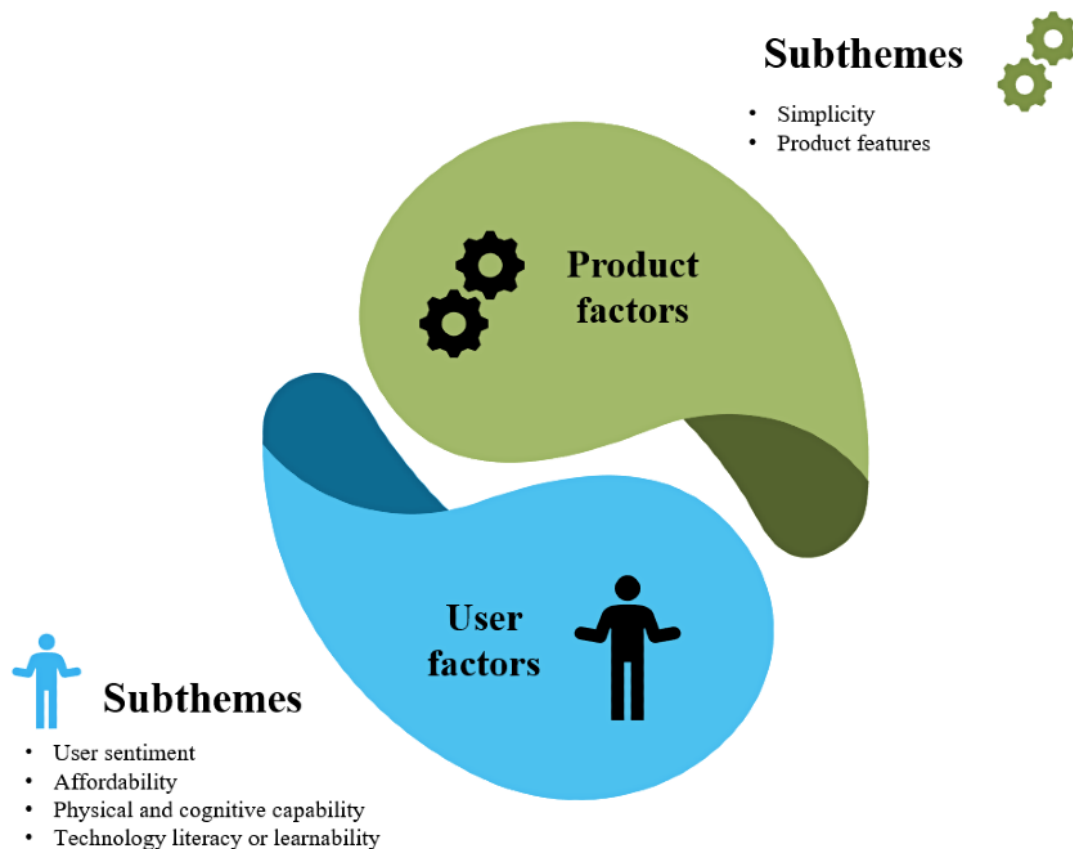 Subthemes
• Simplicity
• Product features
Product
factors
User
factors
Subthemes
• User sentiment
• Affordability
• Physical and cognitive capability
• Technology literacy or learnability